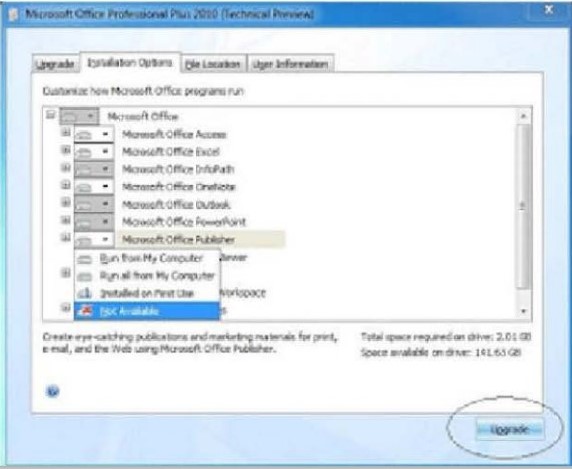 Microsoft Office Professional Plus 2010 (Technical Preview)
x
Upgrade Installation Options File Location User Information
Customize how Microsoft Office programs run
Microsoft Office
Microsoft Office Access
Microsoft Office Excel
Microsoft Office InfoPath
Microsoft Office OneNote
Microsoft Office Outlook
Microsoft Office PowerPoint
Microsoft Office Publisher
Run from My Computer
Run all from My Computer
Installed on First Use
Workspace
Not Available
Create eye-catching publications and marketing materials for print,
e-mail, and the Web using Microsoft Office Publisher.
Total space required on drive: 2.01 GB
Space available on drive: 141.63 GB
Upgrade